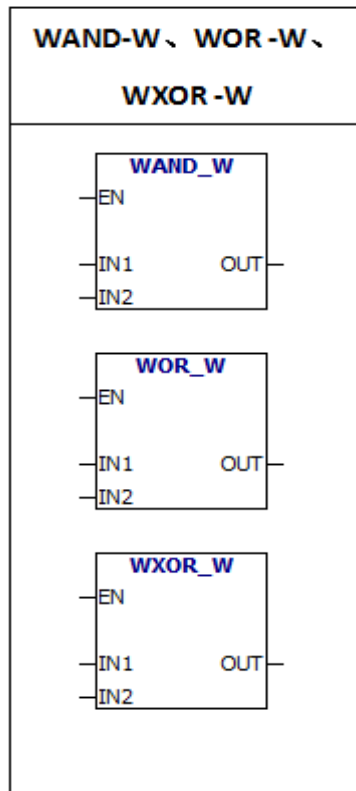 WAND-W、WOR-W、
WXOR-W
WAND_W
EN
IN1 OUT
IN2
WOR_W
EN
IN1 OUT
IN2
WXOR_W
EN
IN1 OUT
IN2